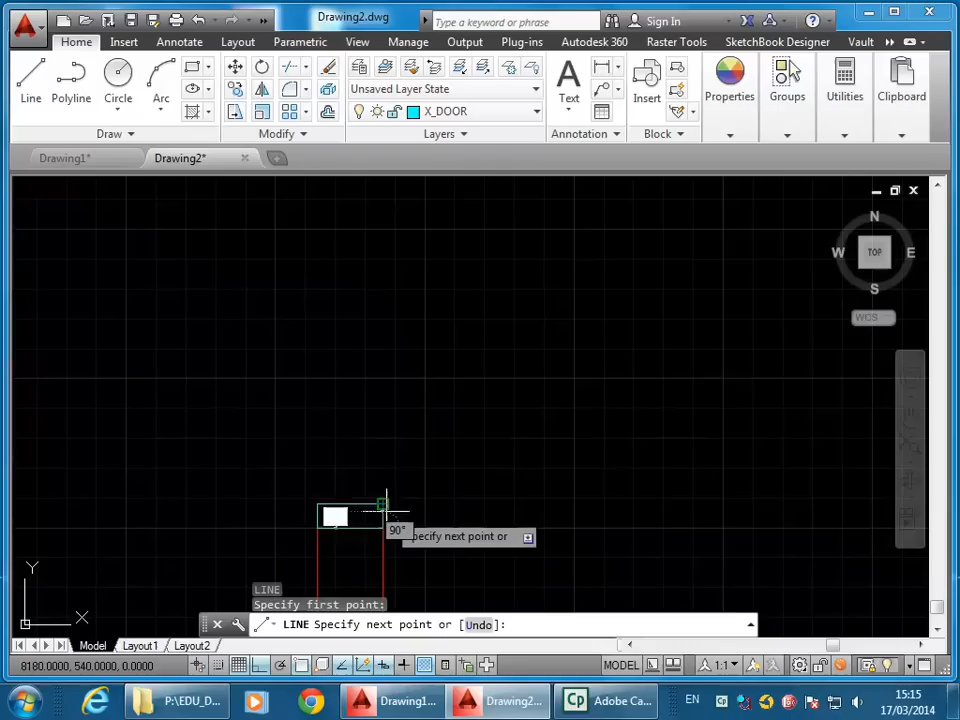 Drawing2.dwg
Type a keyword or phrase
Sign In
Home Insert Annotate Layout Parametric View Manage Output Plug-ins Autodesk 360 Raster Tools SketchBook Designer Vault
Line Polyline Circle Arc
Unsaved Layer State
X_DOOR
Text Insert Properties Groups Utilities Clipboard
Draw Modify Layers Annotation Block
Drawing1* Drawing2*
N
W TOP E
S
WCS
90°
pecify next point or
Y
X
LINE
Specify first point:
LINE Specify next point or [Undo]:
Model Layout1 Layout2
8180.0000, 540.0000, 0.0000 MODEL 1:1
P:\EDU_D... Drawing1... Drawing2... Adobe Ca... EN
15:15
17/03/2014